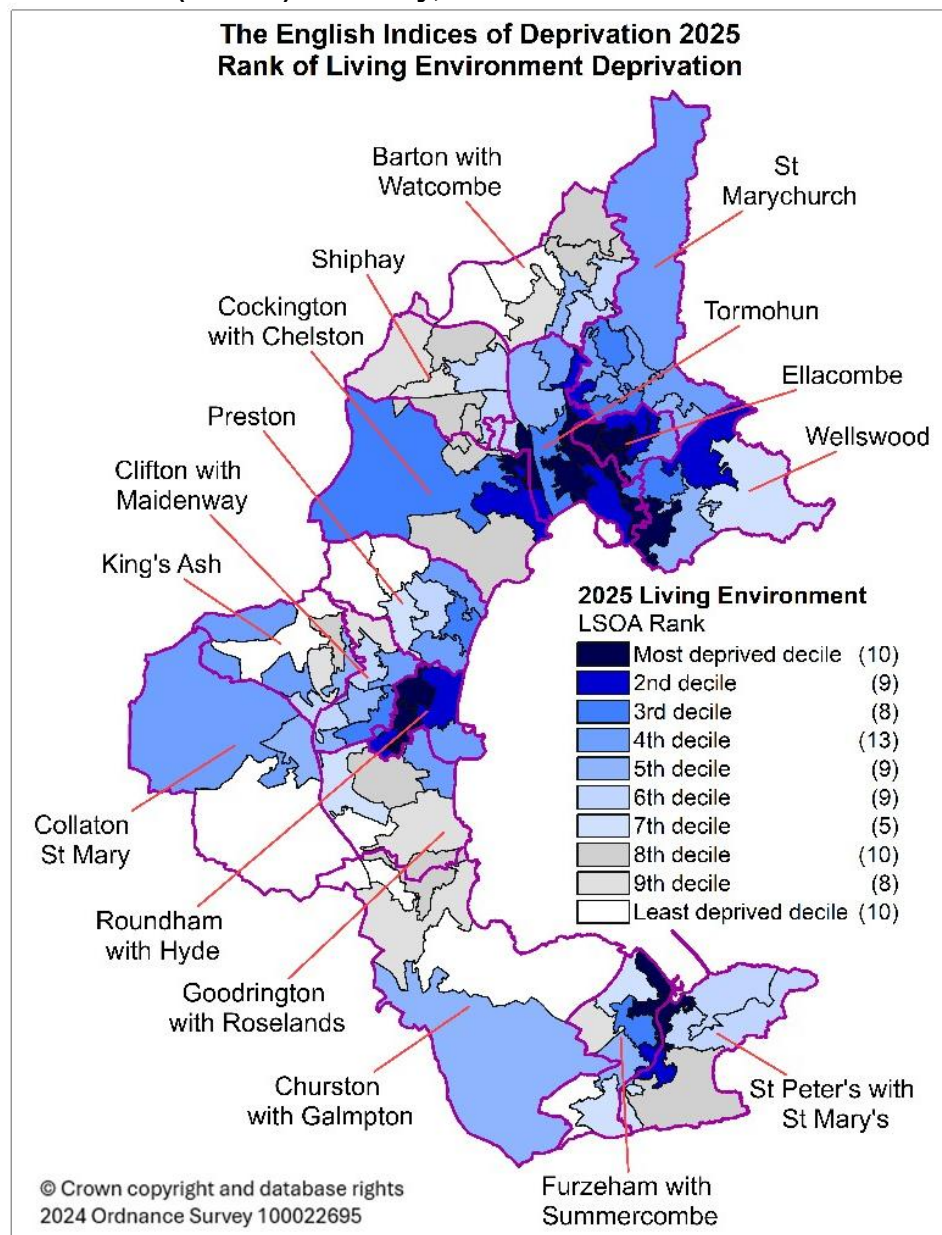 The English Indices of Deprivation 2025
Rank of Living Environment Deprivation
Barton with
Watcombe
St
Marychurch
Shiphay
Cockington
with Chelston
Tormohun
Ellacombe
Preston
Wellswood
Clifton with
Maidenway
King's Ash
2025 Living Environment
LSOA Rank
Most deprived decile (10)
2nd decile (9)
3rd decile (8)
4th decile (13)
5th decile (9)
6th decile (9)
7th decile (5)
8th decile (10)
9th decile (8)
Least deprived decile (10)
Collaton
St Mary
Roundham
with Hyde
Goodrington
with Roselands
Churston
with Galmpton
St Peter's with
St Mary's
Furzeham with
Summercombe
© Crown copyright and database rights
2024 Ordnance Survey 100022695